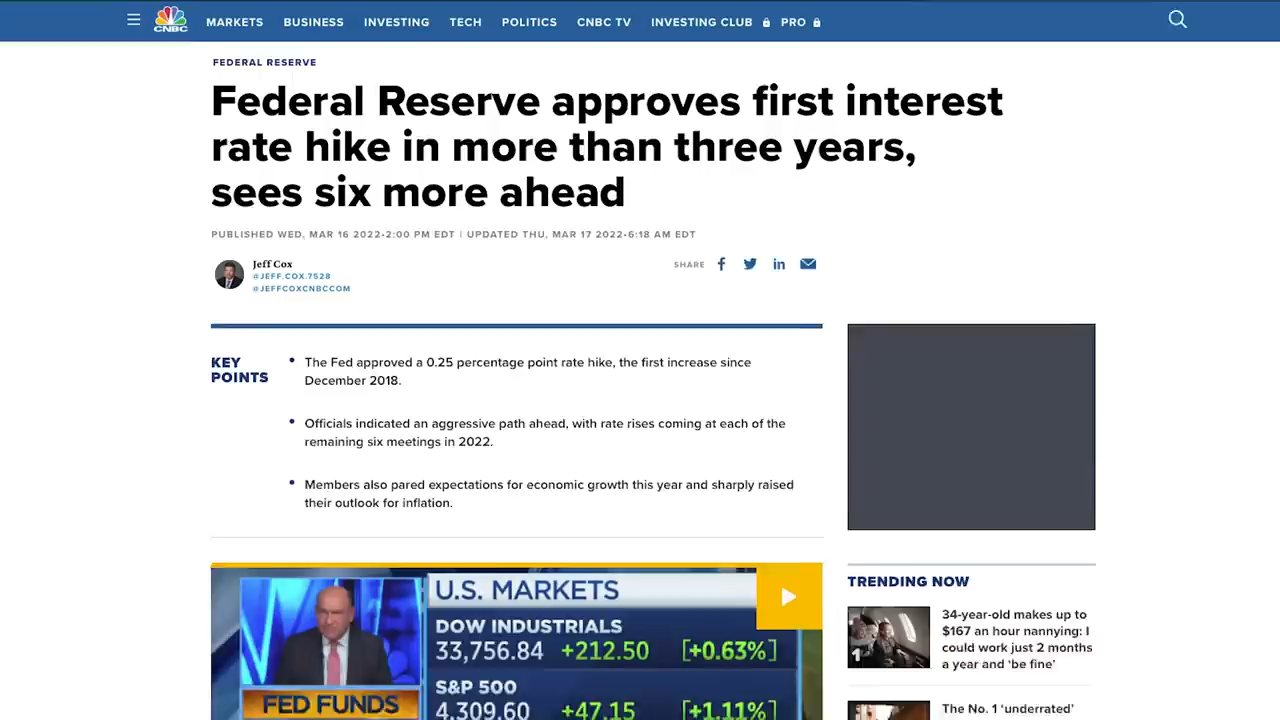 CNBC
MARKETS BUSINESS INVESTING TECH POLITICS CNBC TV INVESTING CLUB PRO
FEDERAL RESERVE
Federal Reserve approves first interest
rate hike in more than three years,
sees six more ahead
PUBLISHED WED, MAR 16 2022•2:00 PM EDT | UPDATED THU, MAR 17 2022•6:18 AM EDT
Jeff Cox
@JEFF.COX.7528
@JEFFCOXCNBCCOM
SHARE
KEY
POINTS
• The Fed approved a 0.25 percentage point rate hike, the first increase since
December 2018.
• Officials indicated an aggressive path ahead, with rate rises coming at each of the
remaining six meetings in 2022.
• Members also pared expectations for economic growth this year and sharply raised
their outlook for inflation.
U.S. MARKETS
DOW INDUSTRIALS
33,756.84 +212.50 [+0.63%]
S&P 500
4,309.60 +47.15 [+1.11%]
FED FUNDS
TRENDING NOW
1
34-year-old makes up to
$167 an hour nannying: I
could work just 2 months
a year and ‘be fine’
The No. 1 ‘underrated’